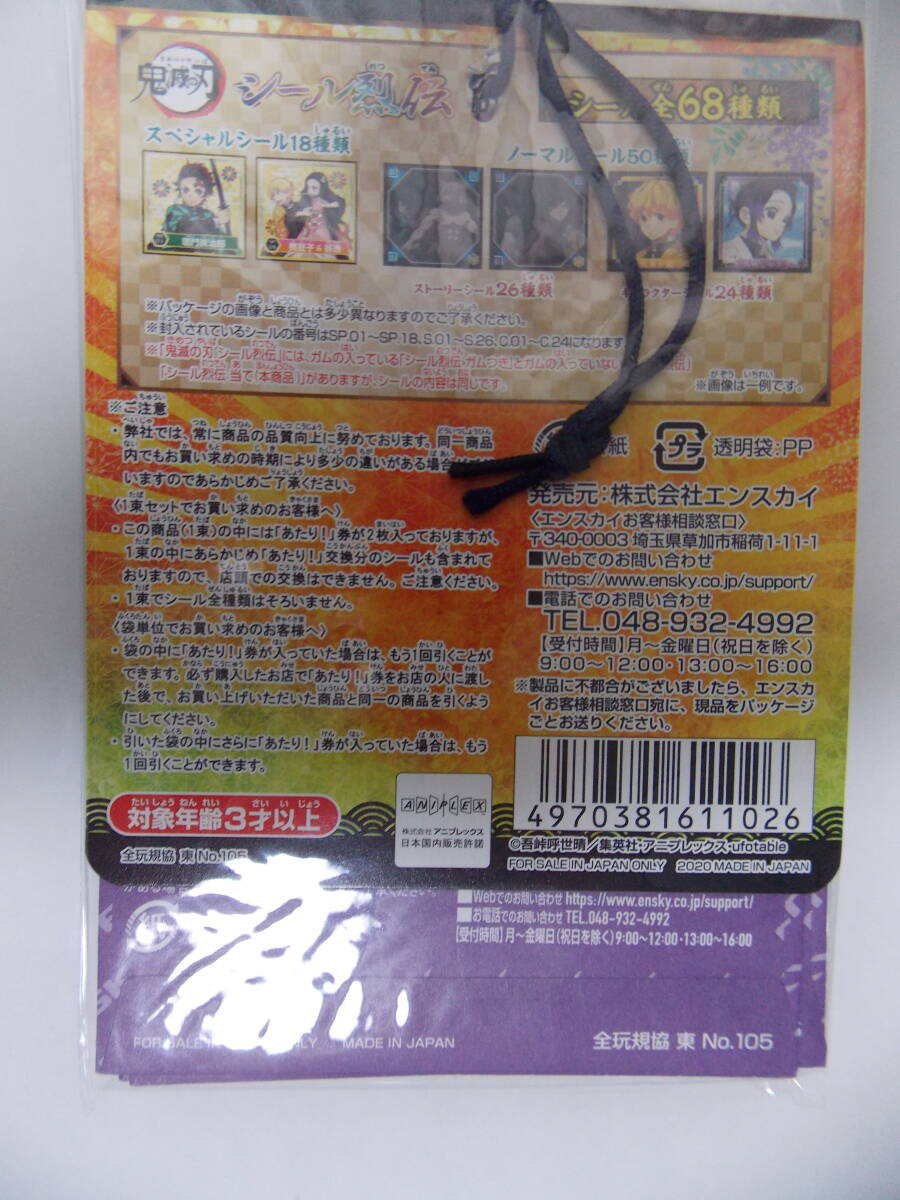 鬼滅の刃
シール烈伝
シール全68種類
スペシャルシール18種類
ノーマルシール50種類
ストーリーシール26種類
キャラクターシール24種類
※パッケージの画像と商品とは多少異なりますのでご了承ください。
※封入されているシールの番号はSP.01〜SP.18、S.01〜S.26、C.01〜C.24になります
※「鬼滅の刃「シール烈伝」には、ガムの入っている「シール烈伝・ガムつき」とガムの入っていない
「シール烈伝 当て(本商品)」がありますが、シールの内容は同じです。
※画像は一例です。
※ご注意
・弊社では、常に商品の品質向上に努めております。同一商品
内でもお買い求めの時期により多少の違いがある場合が
いますのであらかじめご了承ください。
〈1束セットでお買い求めのお客様へ〉
・この商品(1束)の中には「あたり!」券が2枚入っておりますが、
1束の中にあらかじめ「あたり!」交換分のシールも含まれて
おりますので、店頭での交換はできません。ご注意ください。
・1束でシール全種類はそろいません。
〈袋単位でお買い求めのお客様へ〉
・袋の中に「あたり!」券が入っていた場合は、もう1回引くことが
できます。必ず購入したお店で「あたり!」券をお店の人に渡し
た後で、お買い上げいただいた商品と同一の商品を引くよう
にしてください。
・引いた袋の中にさらに「あたり!」券が入っていた場合は、もう
1回引くことができます。
紙 プラ 透明袋:PP
発売元:株式会社エンスカイ
〈エンスカイお客様相談窓口〉
〒340-0003 埼玉県草加市稲荷1-11-1
■Webでのお問い合わせ
https://www.ensky.co.jp/support/
■電話でのお問い合わせ
TEL.048-932-4992
【受付時間】月〜金曜日(祝日を除く)
9:00〜12:00・13:00〜16:00
※製品に不都合がございましたら、エンスカ
イお客様相談窓口宛に、現品をパッケージ
ごとお送りください。
4970381611026
対象年齢3才以上
全玩規協 東 No.105
ANIPLEX
株式会社 アニプレックス
日本国内販売許諾
©吾峠呼世晴／集英社・アニプレックス・ufotable
FOR SALE IN JAPAN ONLY 2020 MADE IN JAPAN
■Webでのお問い合わせ https://www.ensky.co.jp/support/
■お電話でのお問い合わせ TEL.048-932-4992
【受付時間】月〜金曜日(祝日を除く)9:00〜12:00・13:00〜16:00
紙
FOR SALE IN JAPAN ONLY MADE IN JAPAN
全玩規協 東 No.105